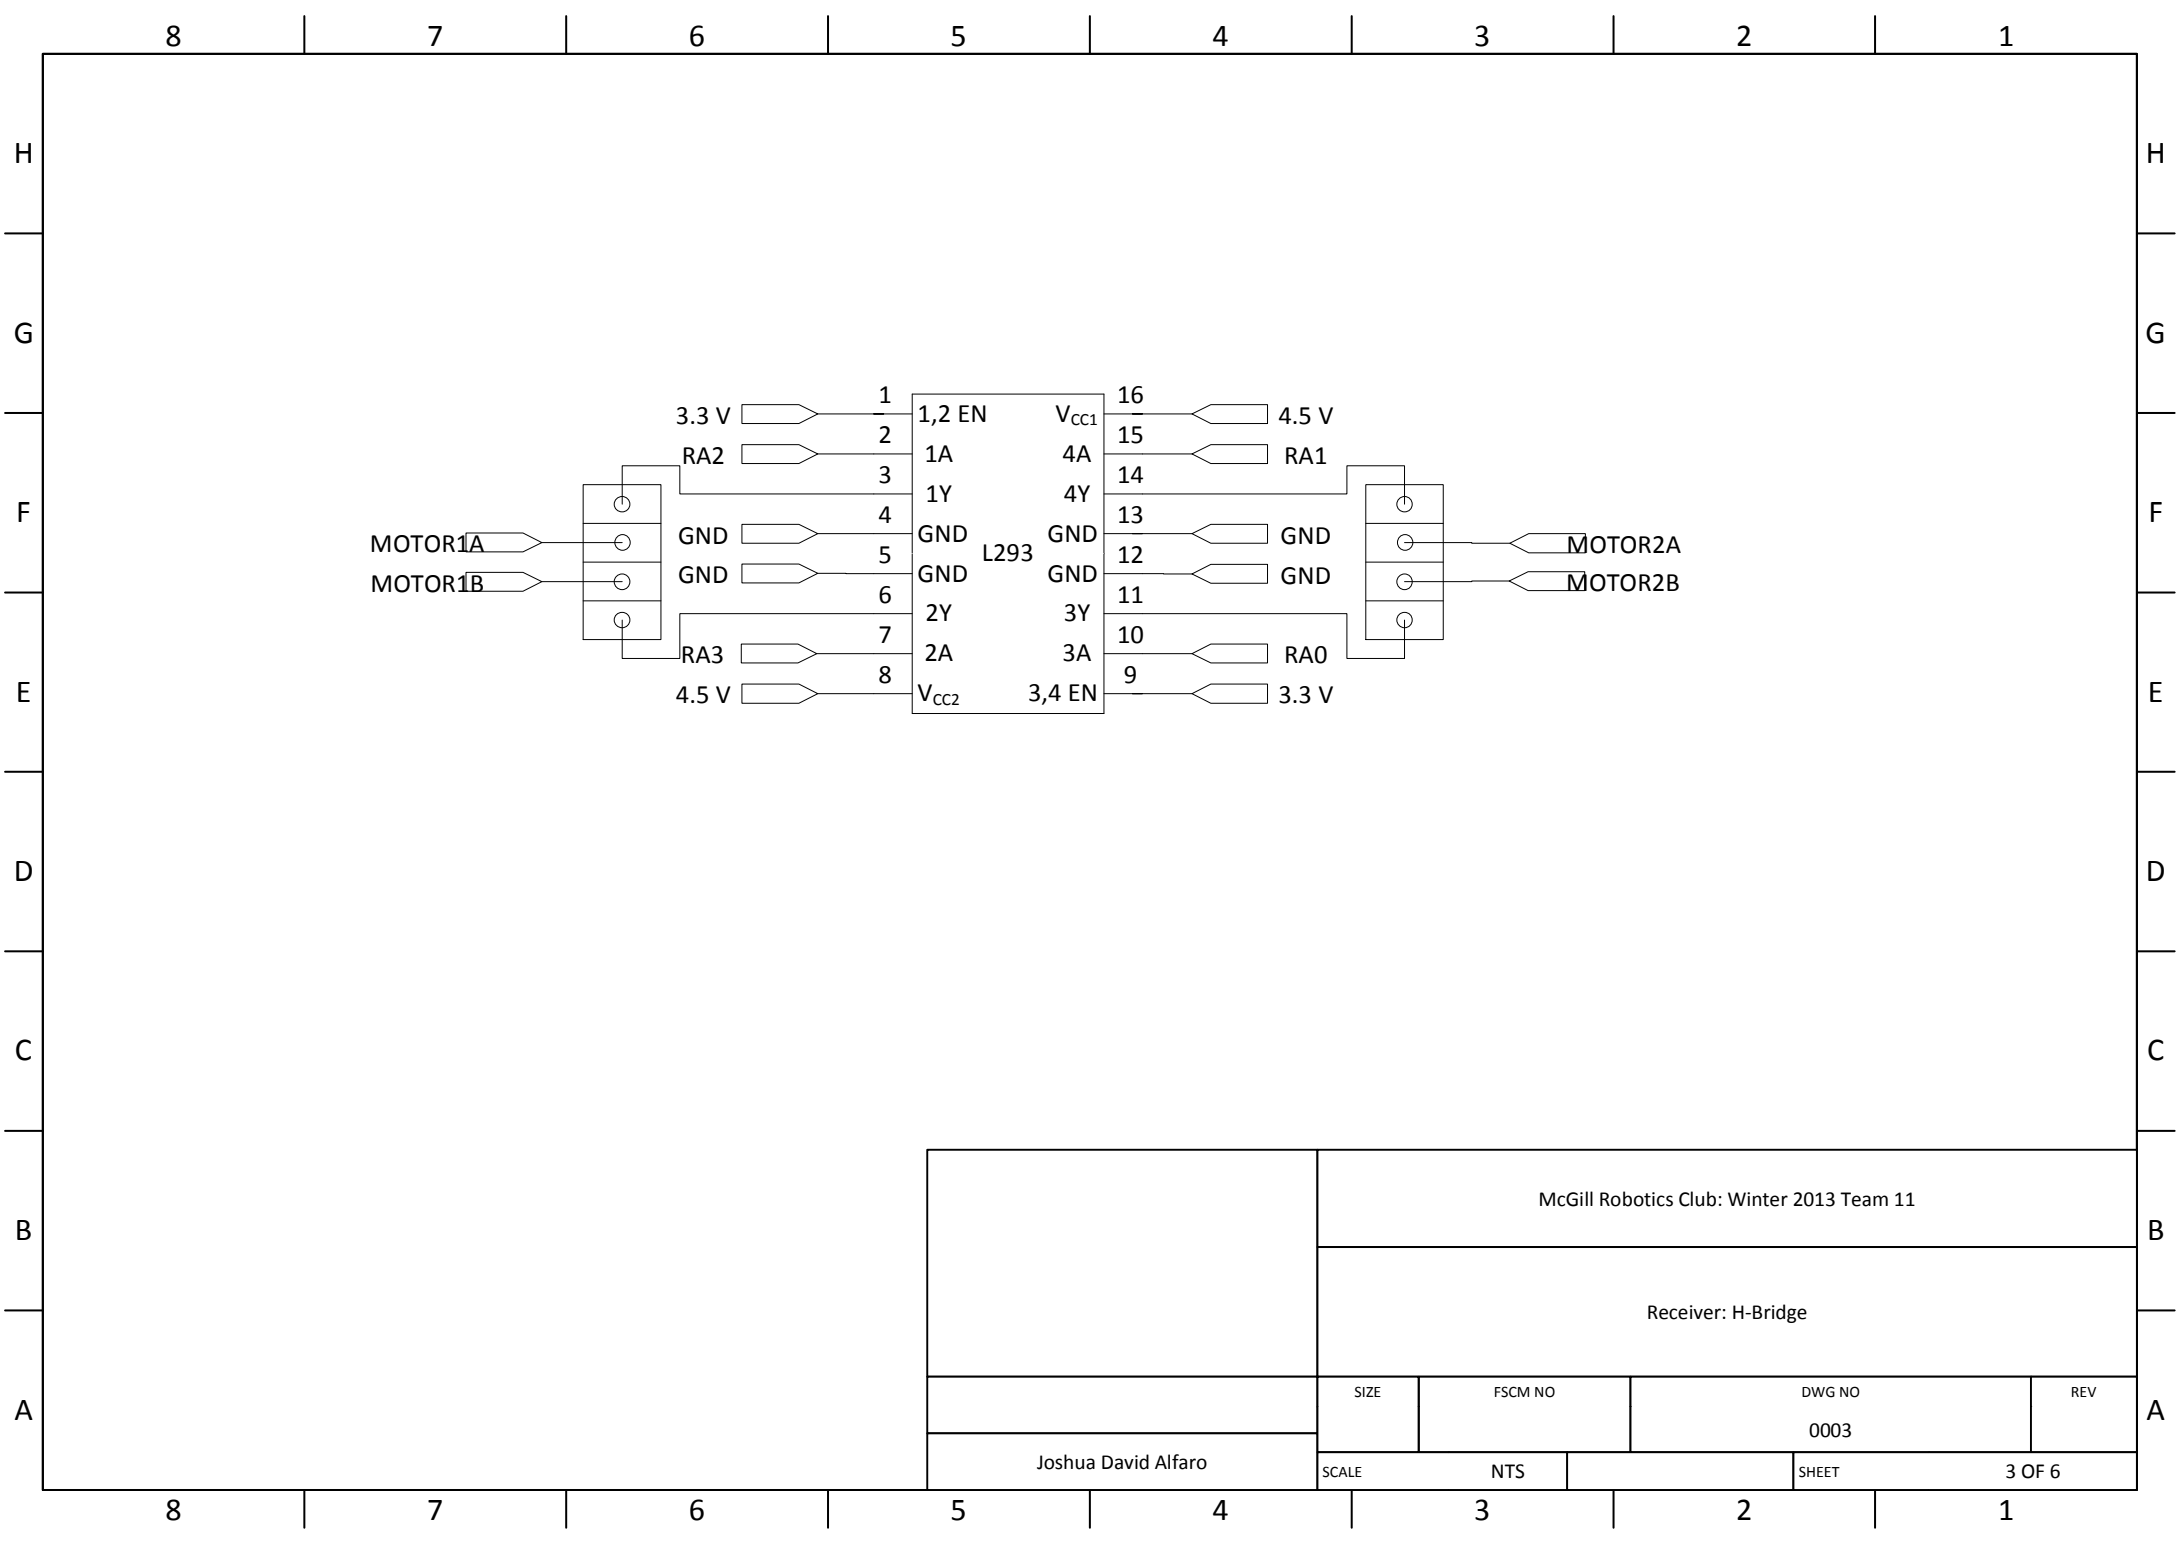 8 7 6 5 4 3 2 1
H H
G G
F F
E E
D D
C C
B B
A A
1 16
3.3 V 1,2 EN VCC1 4.5 V
2 15
RA2 1A 4A RA1
3 14
1Y 4Y
4 13
GND GND GND GND
MOTOR1A MOTOR2A
L293
5 12
GND GND GND GND
MOTOR1B MOTOR2B
6 11
2Y 3Y
7 10
RA3 2A 3A RA0
8 9
4.5 V VCC2 3,4 EN 3.3 V
McGill Robotics Club: Winter 2013 Team 11
Receiver: H-Bridge
SIZE FSCM NO DWG NO REV
0003
Joshua David Alfaro
SCALE NTS SHEET 3 OF 6
8 7 6 5 4 3 2 1